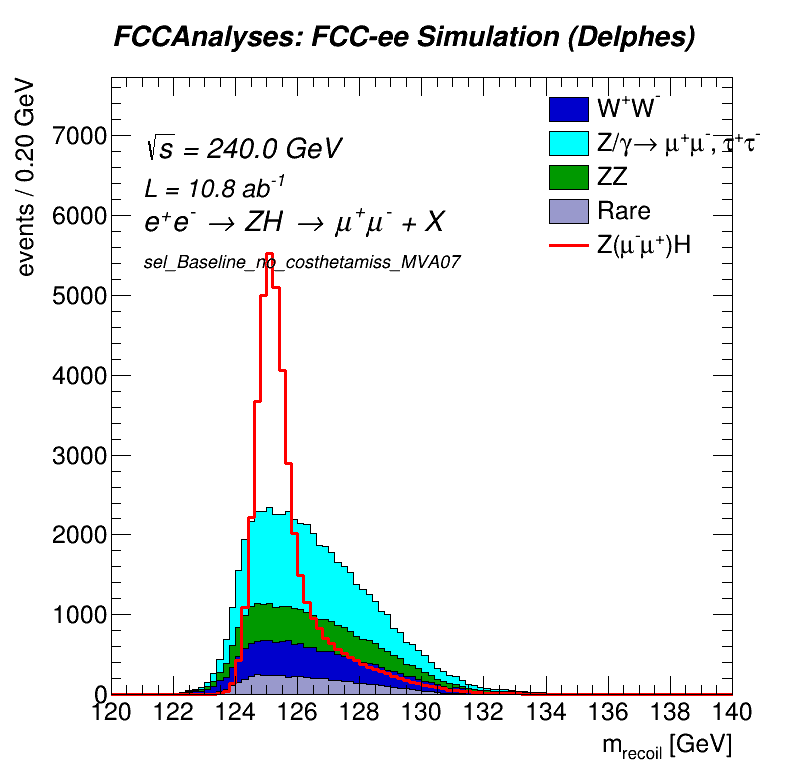 FCCAnalyses: FCC-ee Simulation (Delphes)
events / 0.20 GeV
√s = 240.0 GeV
L = 10.8 ab⁻¹
e⁺e⁻ → ZH → μ⁺μ⁻ + X
sel_Baseline_no_costhetamiss_MVA07
W⁺W⁻
Z/γ→ μ⁺μ⁻, τ⁺τ⁻
ZZ
Rare
Z(μ⁻μ⁺)H
7000
6000
5000
4000
3000
2000
1000
0
120 122 124 126 128 130 132 134 136 138 140
m_recoil [GeV]